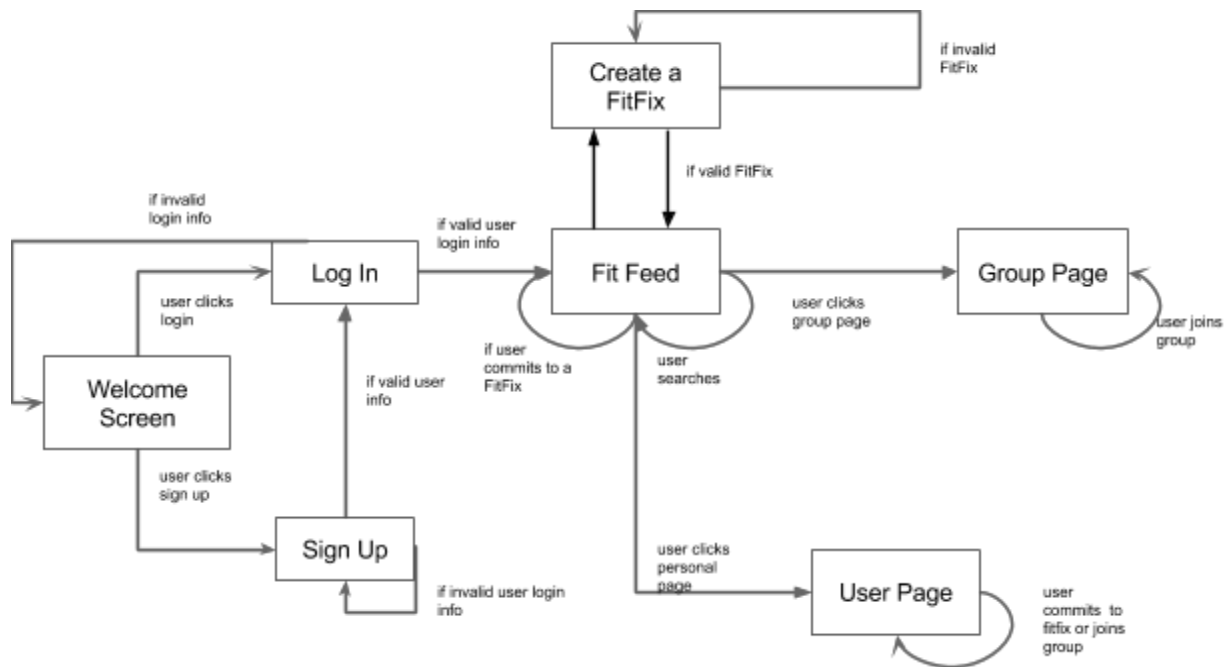 Create a
FitFix
if invalid
FitFix
if valid FitFix
if invalid
login info
if valid user
login info
Log In
Fit Feed
Group Page
user clicks
login
user clicks
group page
user joins
group
if user
commits to a
FitFix
user
searches
Welcome
Screen
if valid user
info
user clicks
sign up
Sign Up
if invalid user login
info
user clicks
personal
page
User Page
user
commits to
fitfix or joins
group